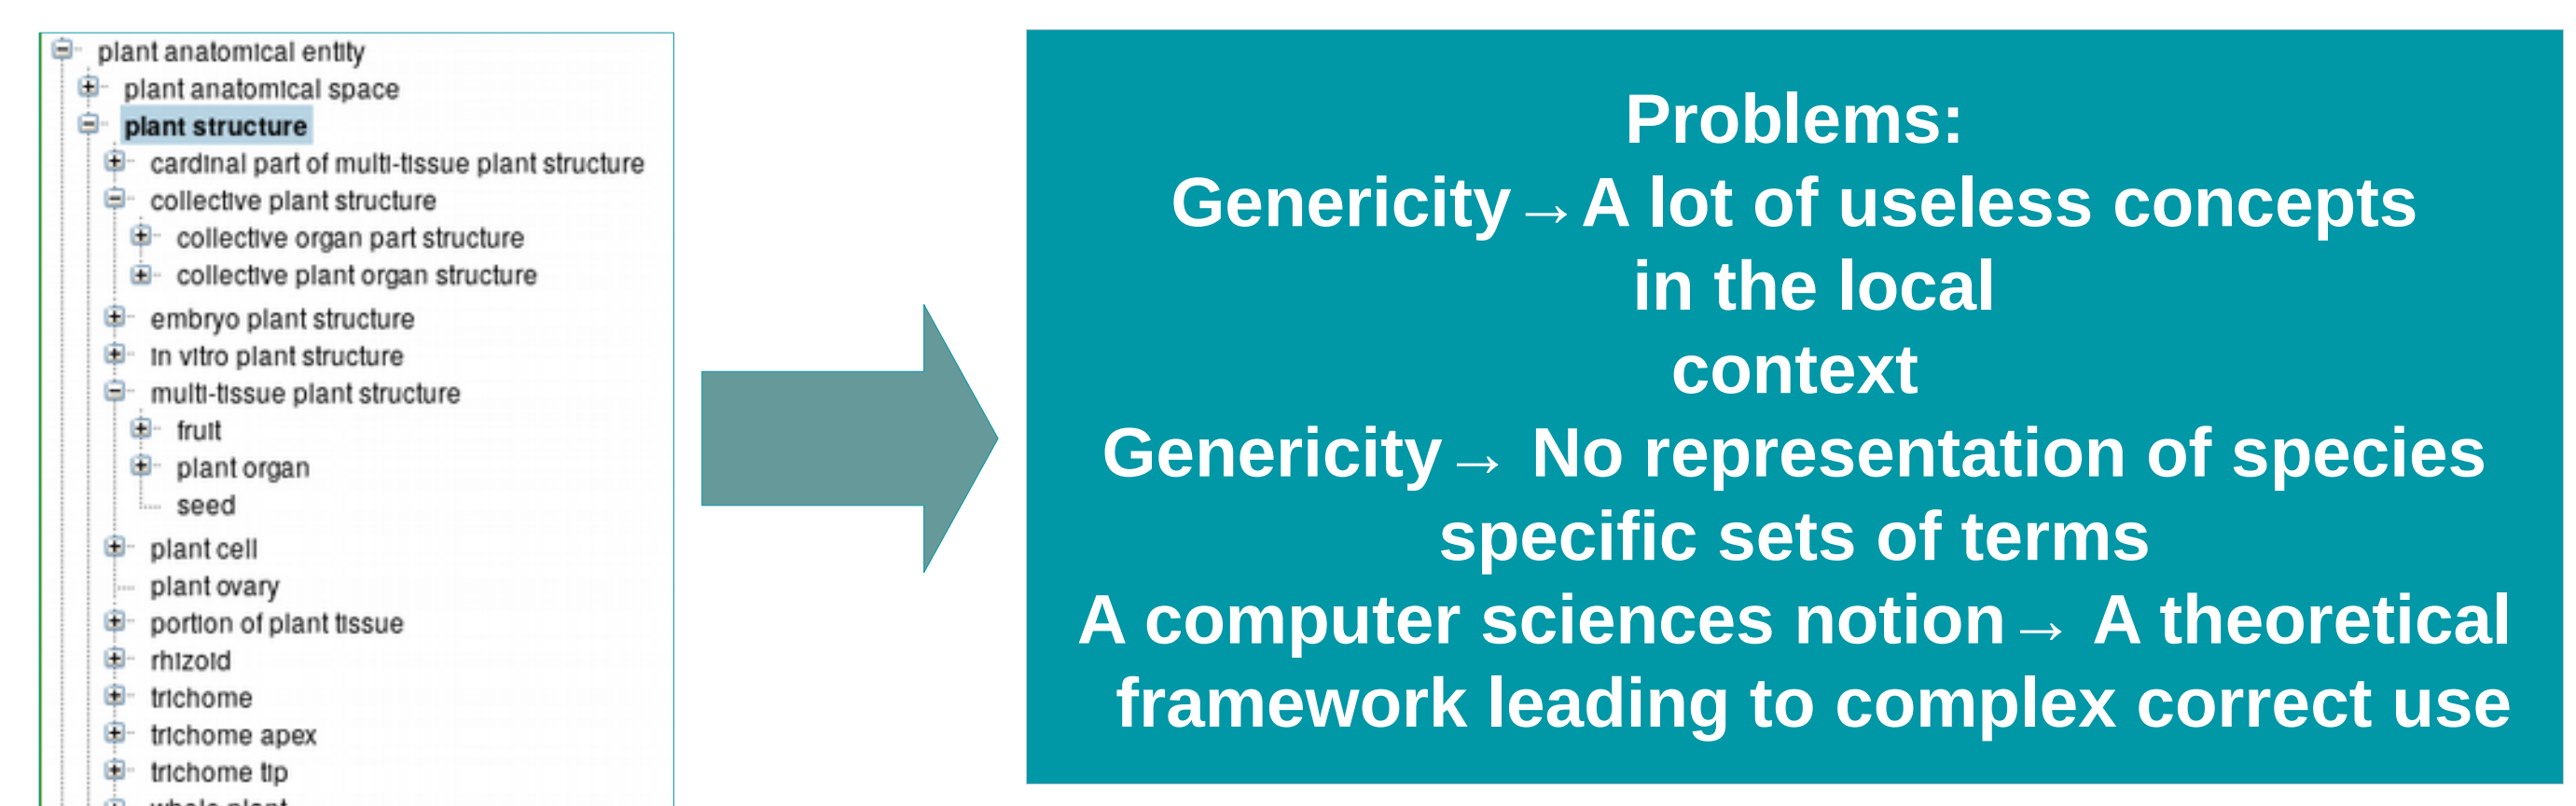 plant anatomical entity
plant anatomical space
plant structure
cardinal part of multi-tissue plant structure
collective plant structure
collective organ part structure
collective plant organ structure
embryo plant structure
in vitro plant structure
multi-tissue plant structure
fruit
plant organ
seed
plant cell
plant ovary
portion of plant tissue
rhizoid
trichome
trichome apex
trichome tip
whole plant
Problems:
Genericity→A lot of useless concepts
in the local
context
Genericity→ No representation of species
specific sets of terms
A computer sciences notion→ A theoretical
framework leading to complex correct use